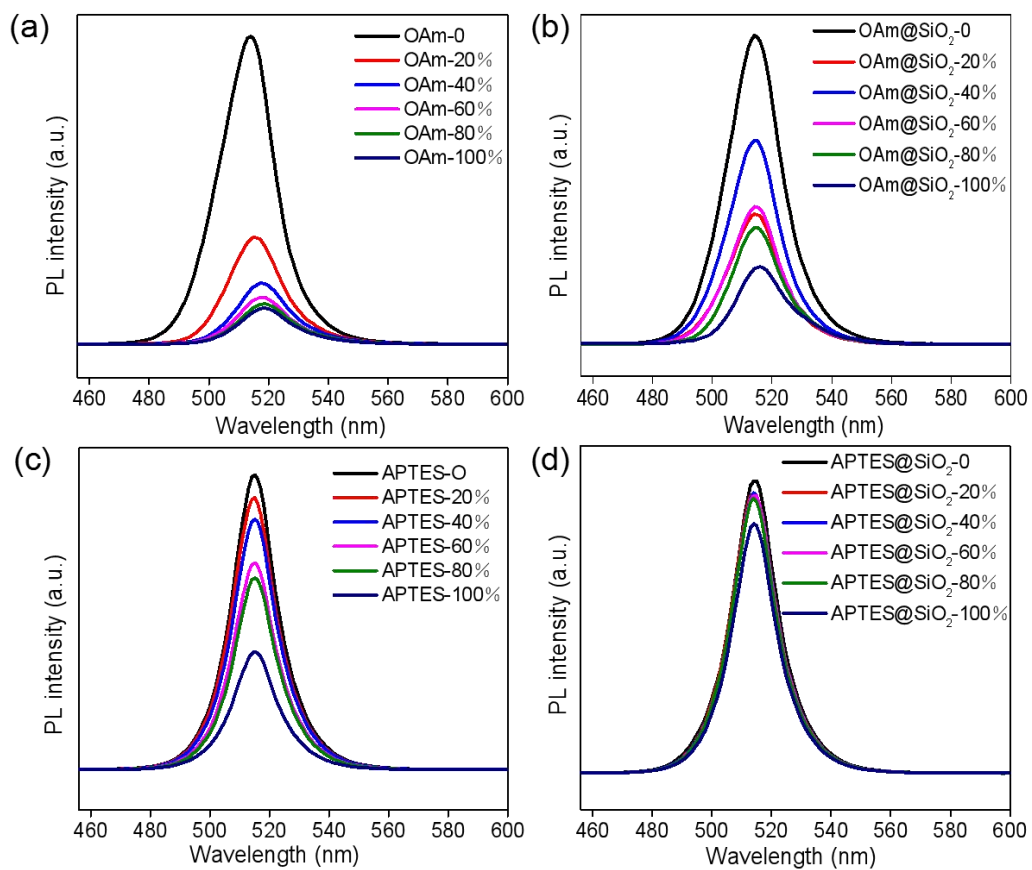 (a)
OAm-0
OAm-20%
OAm-40%
OAm-60%
OAm-80%
OAm-100%
PL intensity (a.u.)
460 480 500 520 540 560 580 600
Wavelength (nm)
(b)
OAm@SiO₂-0
OAm@SiO₂-20%
OAm@SiO₂-40%
OAm@SiO₂-60%
OAm@SiO₂-80%
OAm@SiO₂-100%
PL intensity (a.u.)
460 480 500 520 540 560 580 600
Wavelength (nm)
(c)
APTES-O
APTES-20%
APTES-40%
APTES-60%
APTES-80%
APTES-100%
PL intensity (a.u.)
460 480 500 520 540 560 580 600
Wavelength (nm)
(d)
APTES@SiO₂-0
APTES@SiO₂-20%
APTES@SiO₂-40%
APTES@SiO₂-60%
APTES@SiO₂-80%
APTES@SiO₂-100%
PL intensity (a.u.)
460 480 500 520 540 560 580 600
Wavelength (nm)